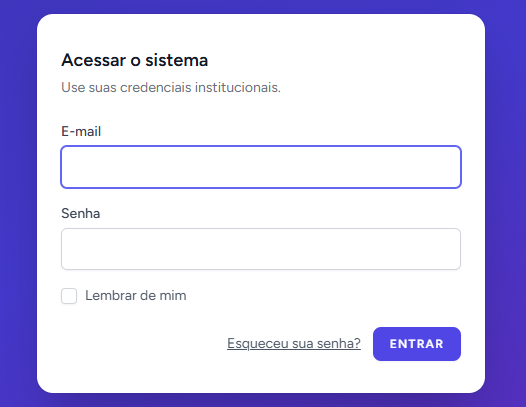 Acessar o sistema
Use suas credenciais institucionais.
E-mail
Senha
Lembrar de mim
Esqueceu sua senha? ENTRAR